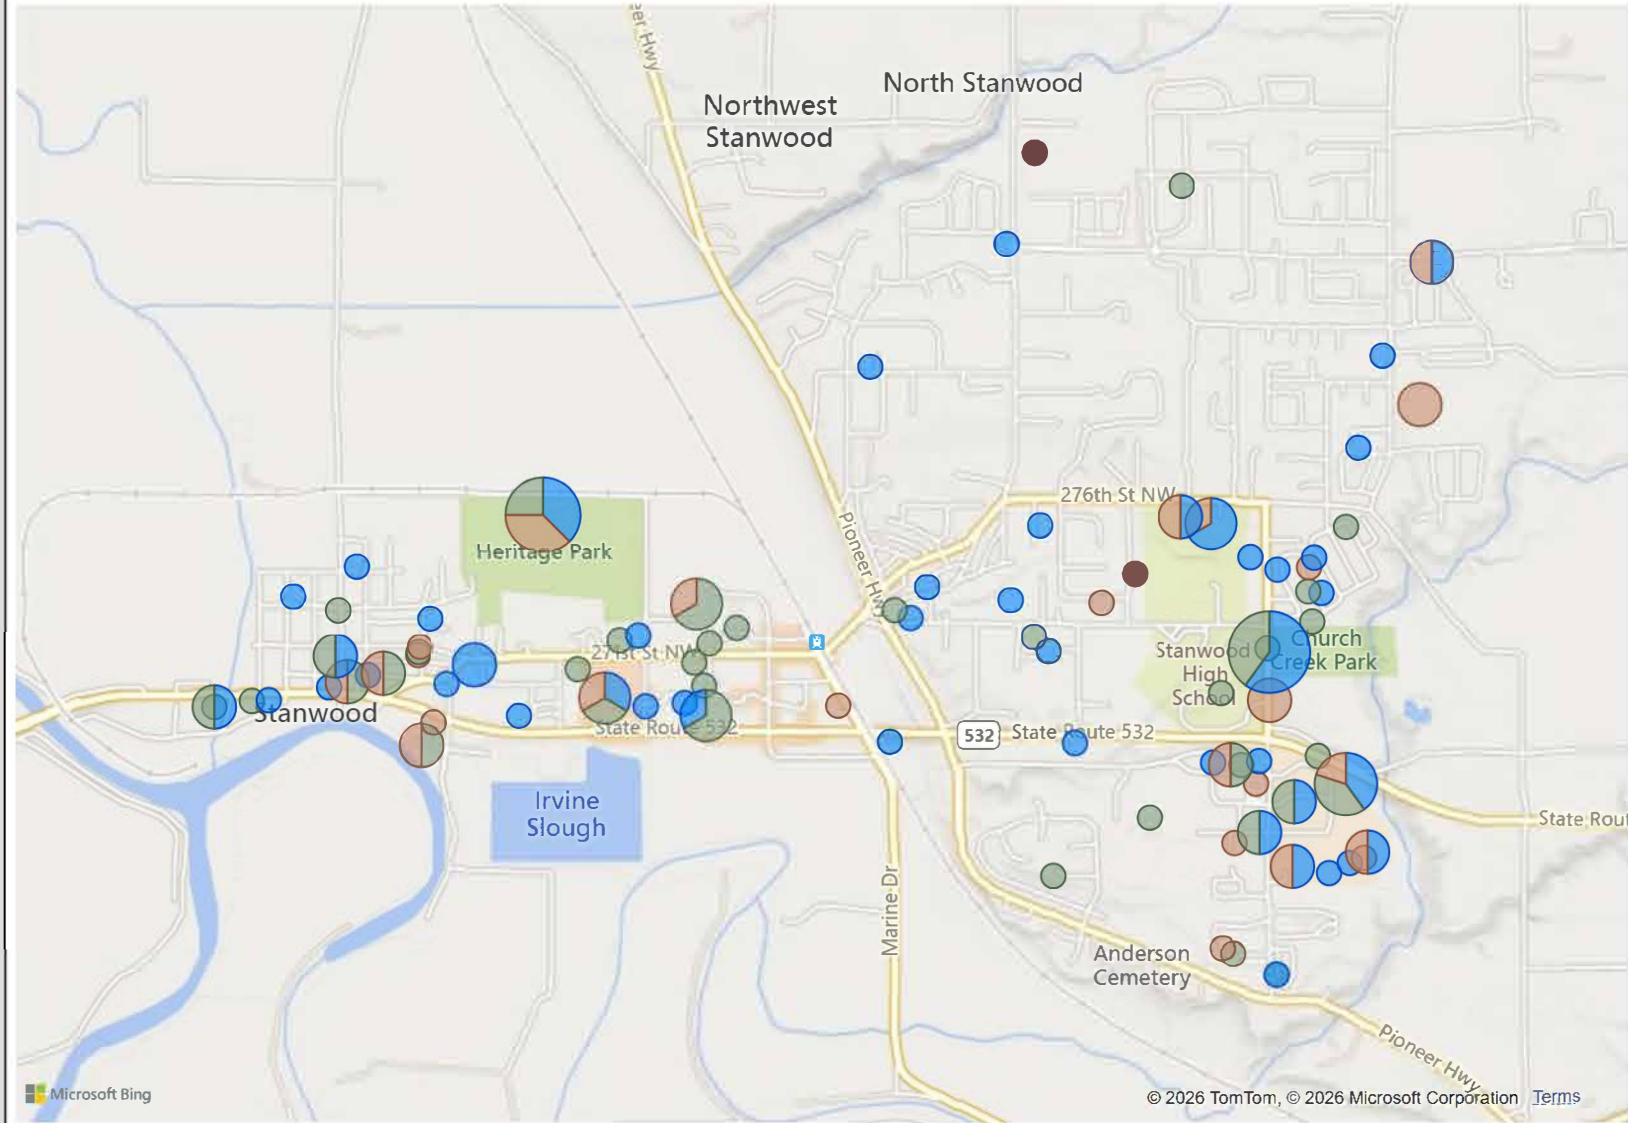 eer Hwy
North Stanwood
Northwest
Stanwood
276th St NW
Pioneer Hwy
Heritage Park
271st St NW
Stanwood
High
School
Church
Creek Park
Stanwood
State Route 532
532
State Route 532
Irvine
Slough
State Rout
Marine Dr
Anderson
Cemetery
Pioneer Hwy
Microsoft Bing
© 2026 TomTom, © 2026 Microsoft Corporation Terms